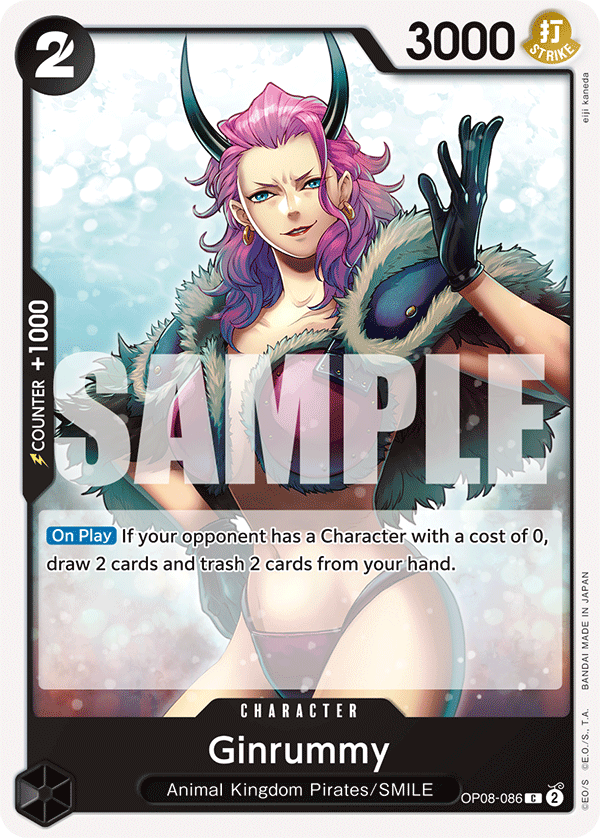 2
3000
打
STRIKE
eiji kaneda
COUNTER +1000
SAMPLE
On Play If your opponent has a Character with a cost of 0,
draw 2 cards and trash 2 cards from your hand.
CHARACTER
Ginrummy
Animal Kingdom Pirates/SMILE
OP08-086 C 2
©EO/S ©E.O./S., T.A. BANDAI MADE IN JAPAN